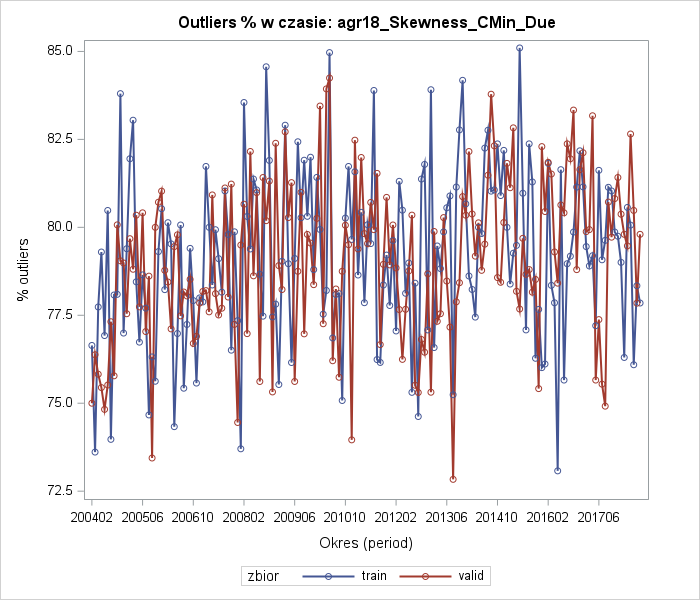 Outliers % w czasie: agr18_Skewness_CMin_Due
85.0
82.5
80.0
77.5
75.0
72.5
% outliers
200402 200506 200610 200802 200906 201010 201202 201306 201410 201602 201706
Okres (period)
zbior train valid